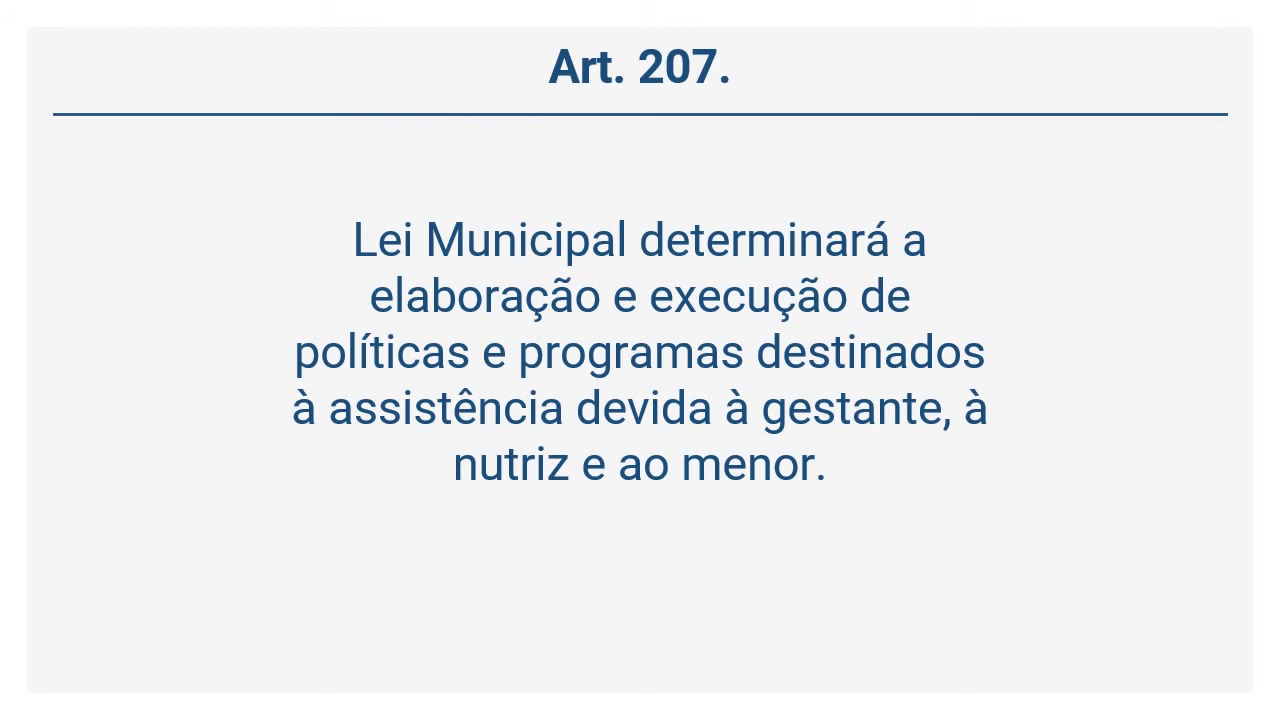 Art. 207.
Lei Municipal determinará a
elaboração e execução de
políticas e programas destinados
à assistência devida à gestante, à
nutriz e ao menor.